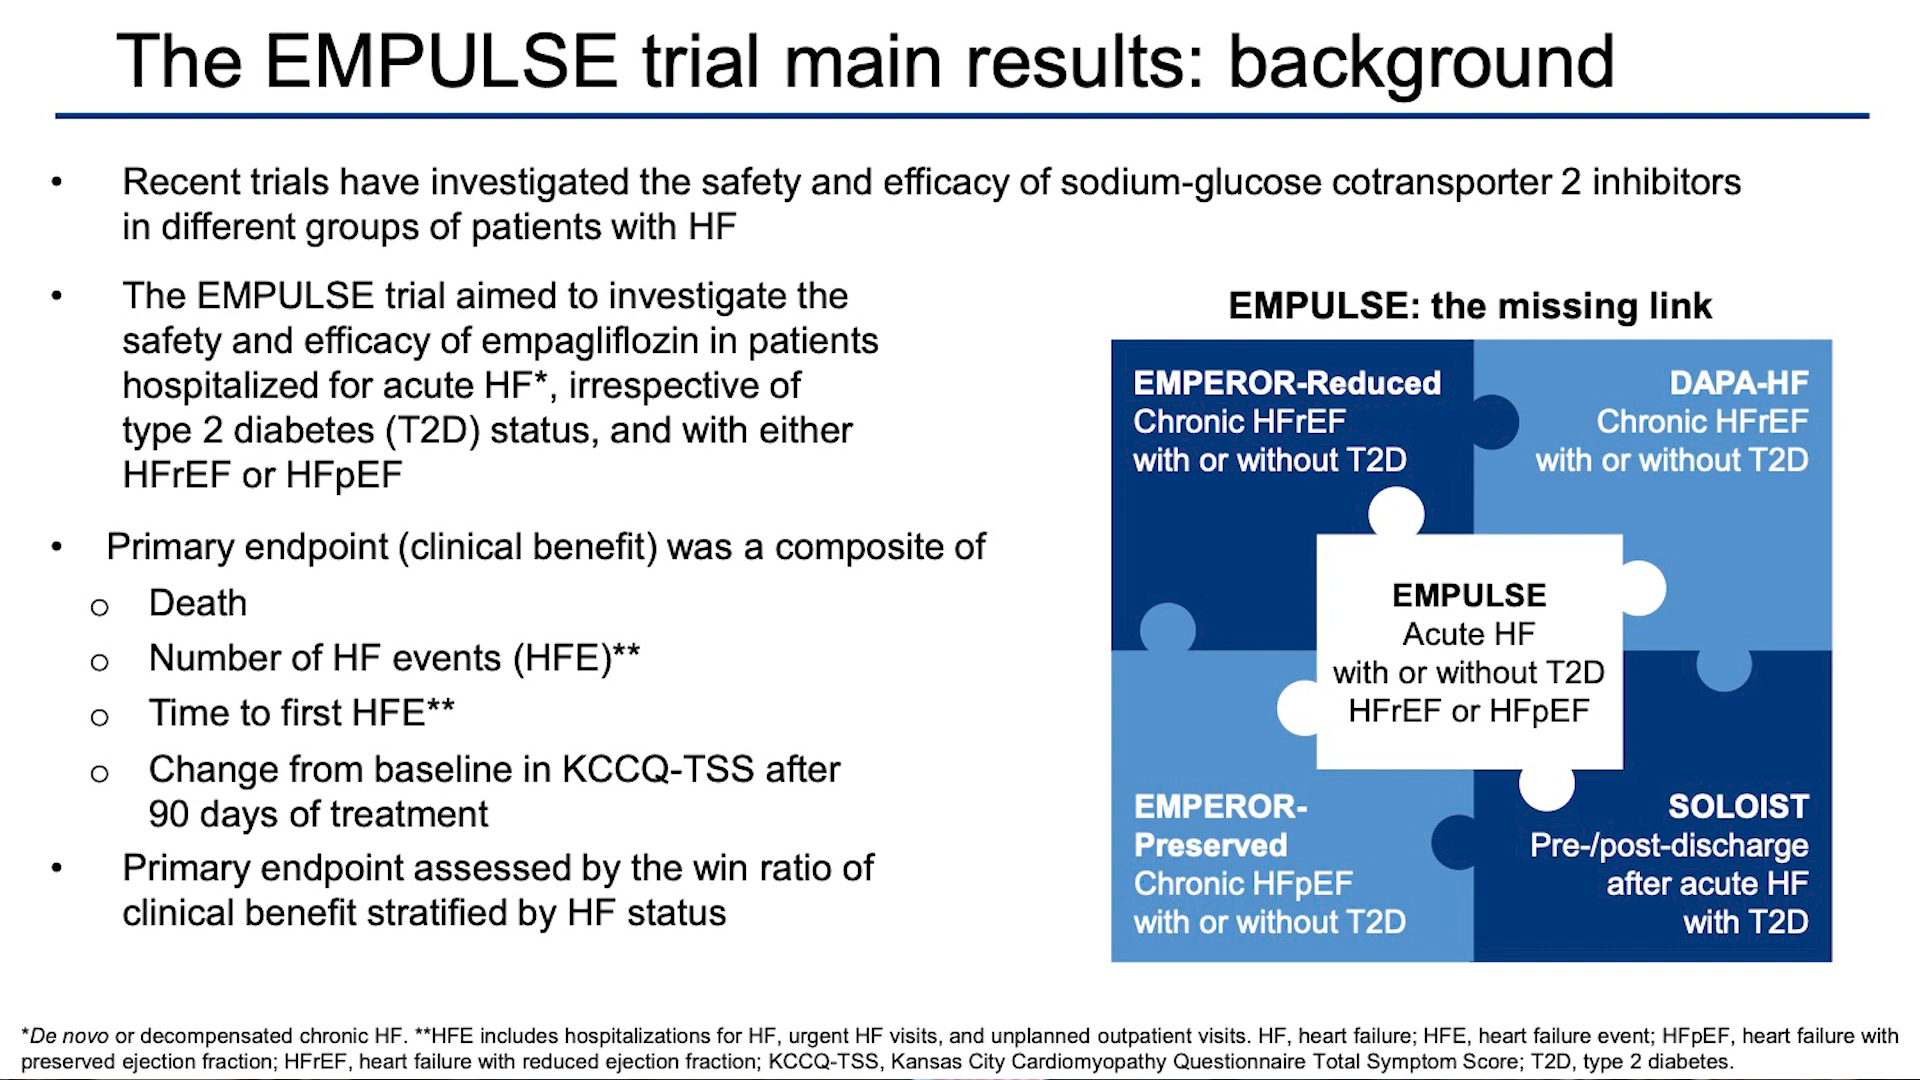 The EMPULSE trial main results: background
• Recent trials have investigated the safety and efficacy of sodium-glucose cotransporter 2 inhibitors
in different groups of patients with HF
• The EMPULSE trial aimed to investigate the
safety and efficacy of empagliflozin in patients
hospitalized for acute HF*, irrespective of
type 2 diabetes (T2D) status, and with either
HFrEF or HFpEF
• Primary endpoint (clinical benefit) was a composite of
o Death
o Number of HF events (HFE)**
o Time to first HFE**
o Change from baseline in KCCQ-TSS after
90 days of treatment
• Primary endpoint assessed by the win ratio of
clinical benefit stratified by HF status
EMPULSE: the missing link
EMPEROR-Reduced
Chronic HFrEF
with or without T2D
DAPA-HF
Chronic HFrEF
with or without T2D
EMPULSE
Acute HF
with or without T2D
HFrEF or HFpEF
EMPEROR-
Preserved
Chronic HFpEF
with or without T2D
SOLOIST
Pre-/post-discharge
after acute HF
with T2D
*De novo or decompensated chronic HF. **HFE includes hospitalizations for HF, urgent HF visits, and unplanned outpatient visits. HF, heart failure; HFE, heart failure event; HFpEF, heart failure with
preserved ejection fraction; HFrEF, heart failure with reduced ejection fraction; KCCQ-TSS, Kansas City Cardiomyopathy Questionnaire Total Symptom Score; T2D, type 2 diabetes.